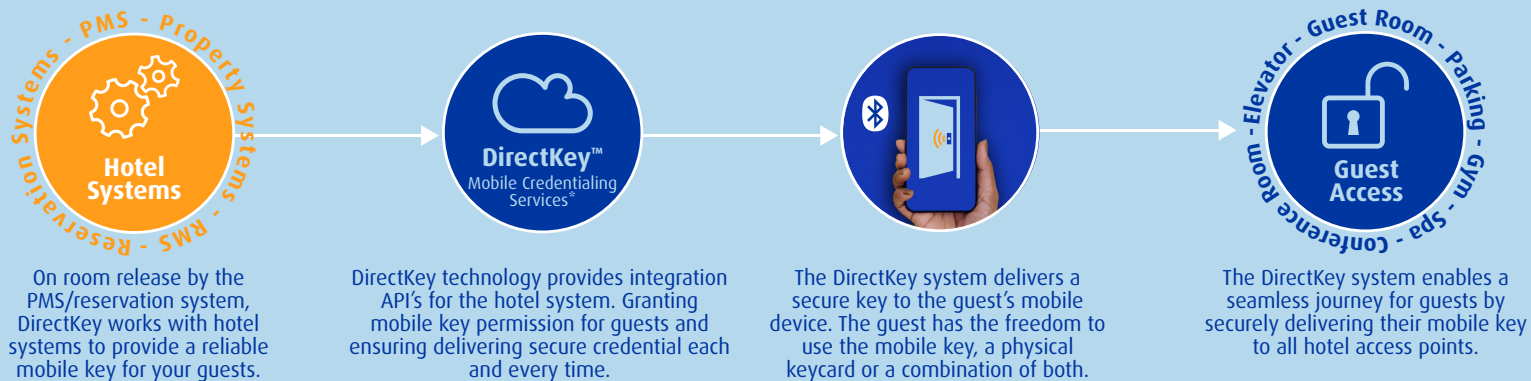 PMS - Property Systems - RMS - Reservation Systems -
Hotel
Systems
On room release by the
PMS/reservation system,
DirectKey works with hotel
systems to provide a reliable
mobile key for your guests.
DirectKey™
Mobile Credentialing
Services*
DirectKey technology provides integration
API's for the hotel system. Granting
mobile key permission for guests and
ensuring delivering secure credential each
and every time.
The DirectKey system delivers a
secure key to the guest's mobile
device. The guest has the freedom to
use the mobile key, a physical
keycard or a combination of both.
Elevator - Guest Room - Parking - Gym - Spa - Conference Room -
Guest
Access
The DirectKey system enables a
seamless journey for guests by
securely delivering their mobile key
to all hotel access points.